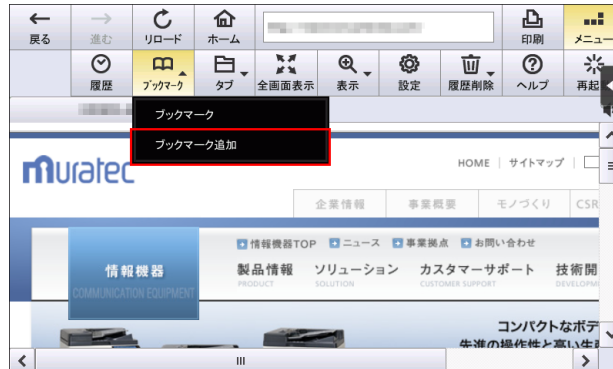 戻る 進む リロード ホーム 印刷 メニュー
履歴 ブックマーク タブ 全画面表示 表示 設定 履歴削除 ヘルプ 再起
ブックマーク
ブックマーク追加
muratec
HOME | サイトマップ |
企業情報 事業概要 モノづくり CSR
情報機器TOP ニュース 事業拠点 お問い合わせ
情報機器 製品情報 ソリューション カスタマーサポート 技術開
COMMUNICATION EQUIPMENT PRODUCT SOLUTION CUSTOMER SUPPORT DEVELOPM
コンパクトなボデ
先進の操作性と高い生産